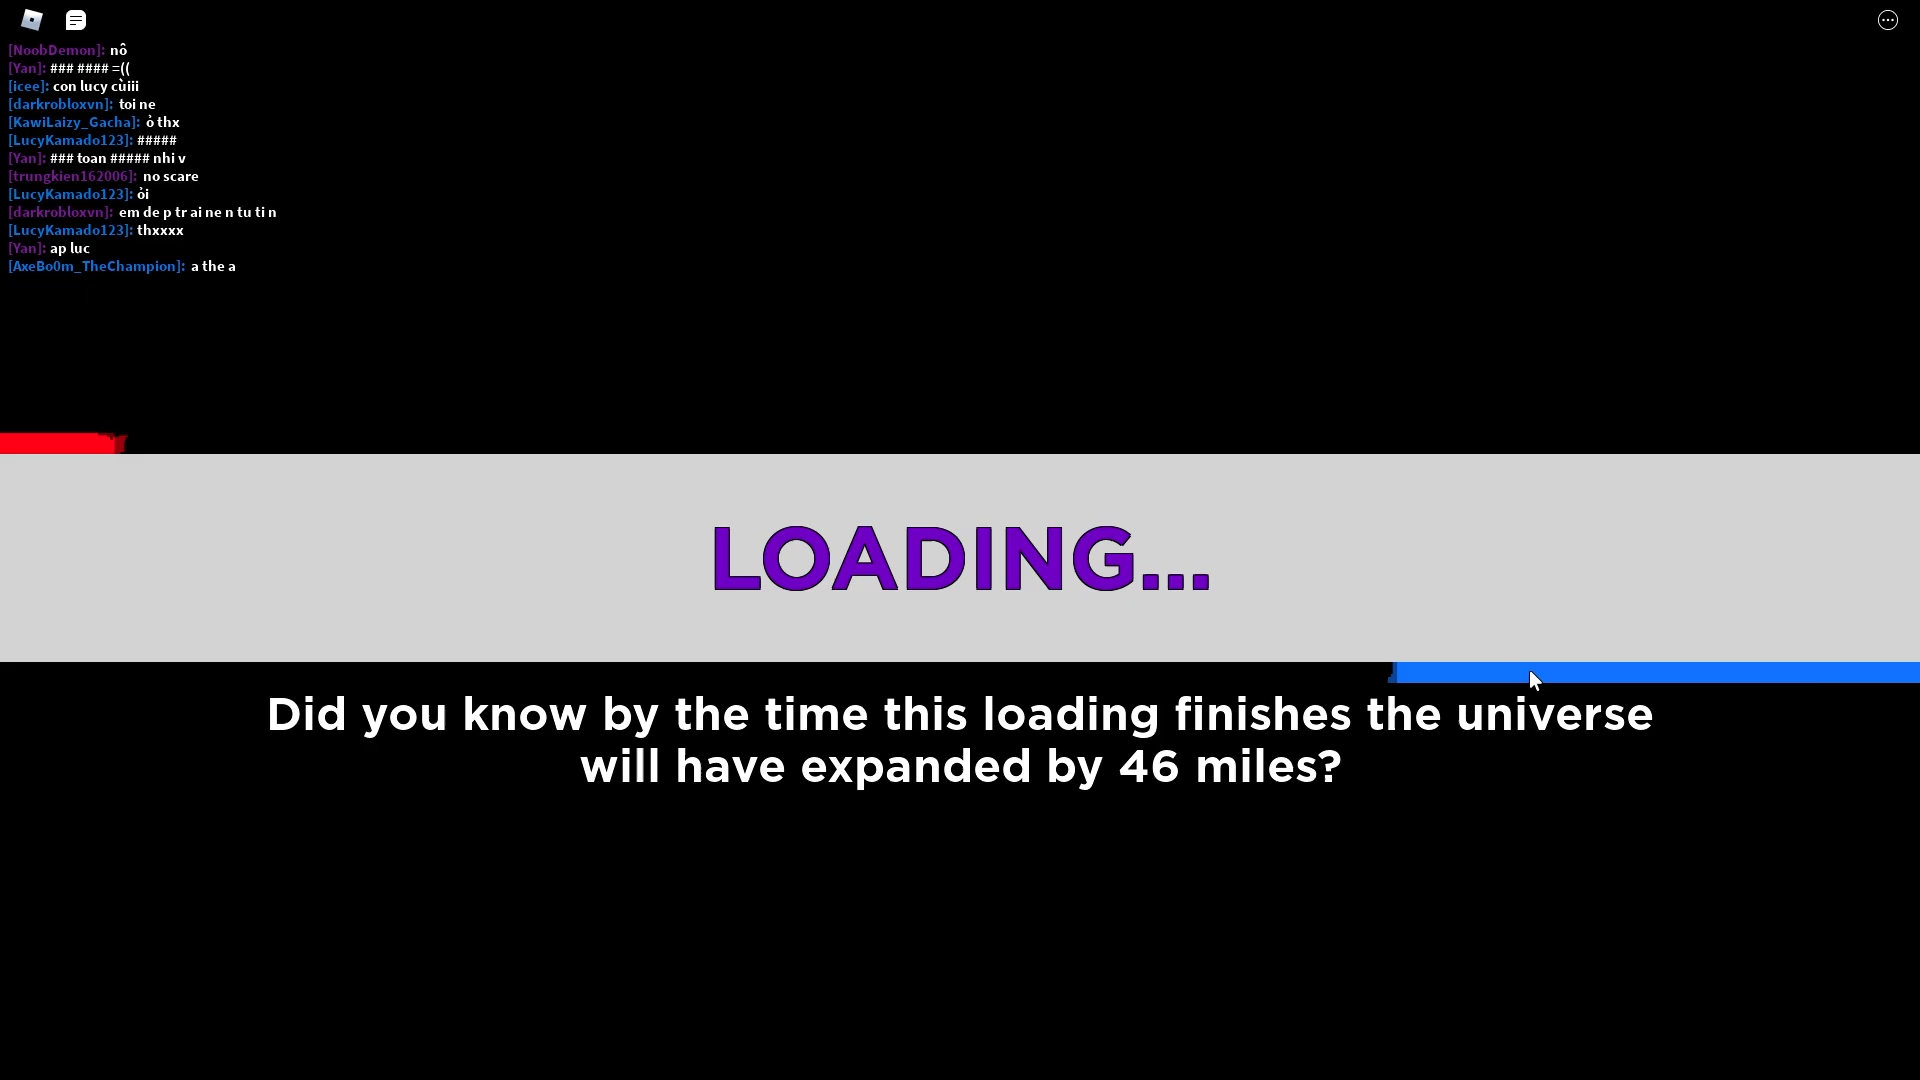 [NoobDemon]: nô
[Yan]: ### #### =((
[icee]: con lucy cùiii
[darkrobloxvn]: toi ne
[KawiLaizy_Gacha]: ỏ thx
[LucyKamado123]: #####
[Yan]: ### toan ##### nhi v
[trungkien162006]: no scare
[LucyKamado123]: ỏi
[darkrobloxvn]: em de p tr ai ne n tu ti n
[LucyKamado123]: thxxxx
[Yan]: ap luc
[AxeBo0m_TheChampion]: a the a
LOADING...
Did you know by the time this loading finishes the universe
will have expanded by 46 miles?